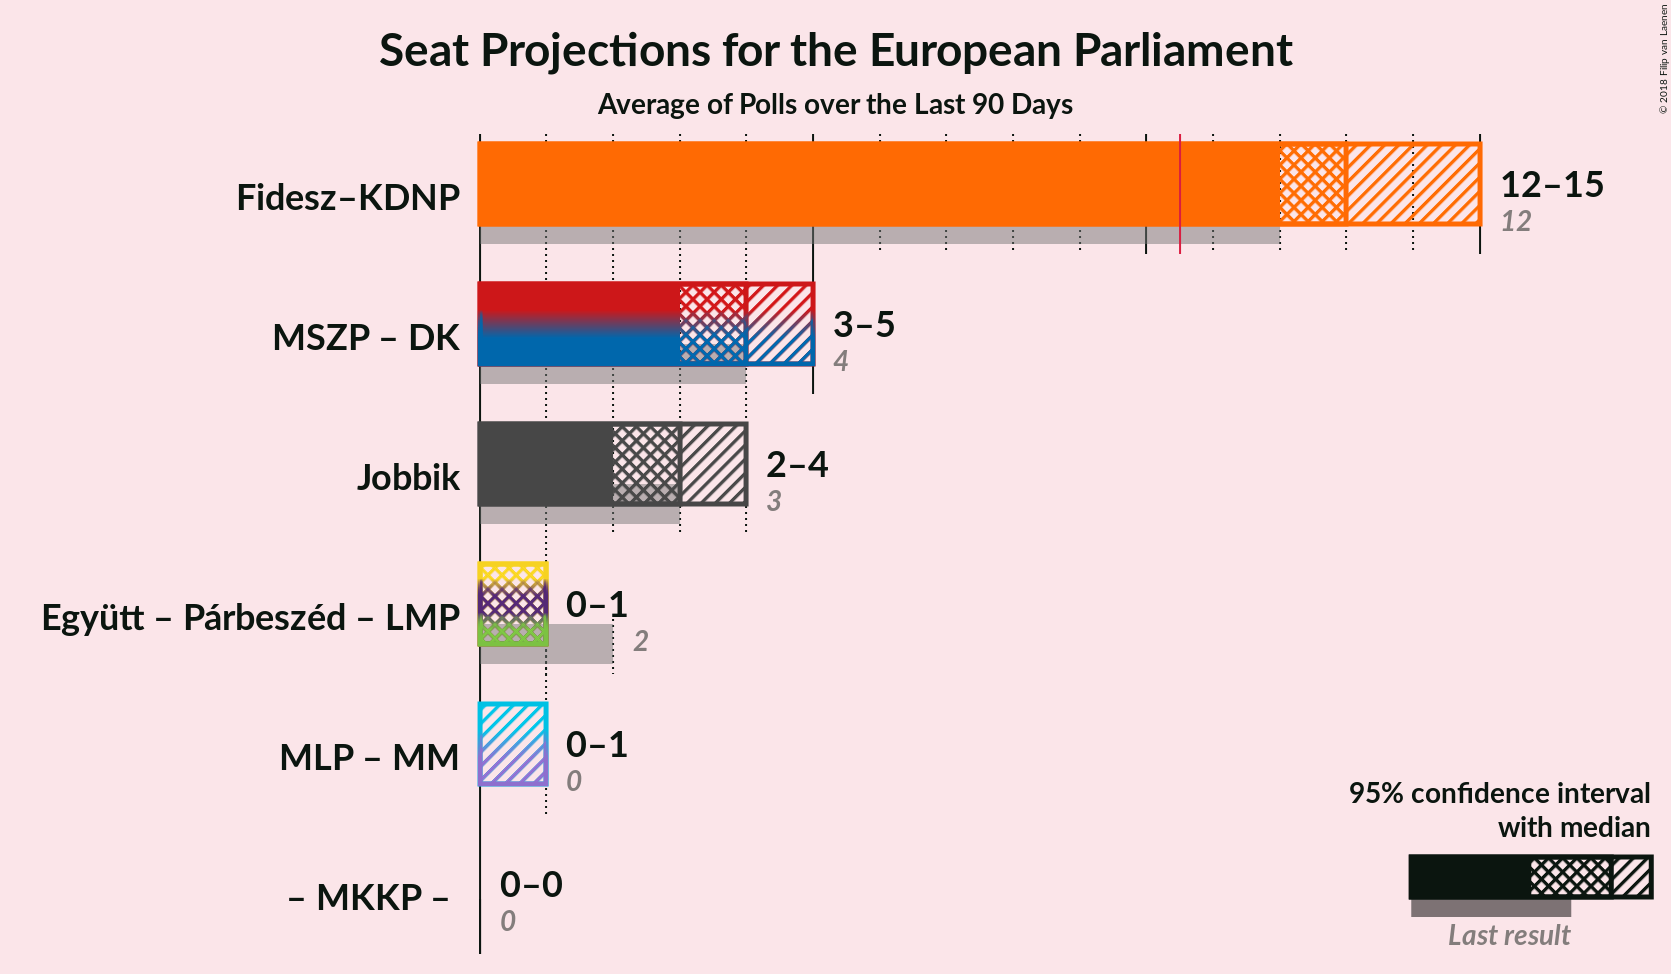 Seat Projections for the European Parliament
Average of Polls over the Last 90 Days
© 2018 Filip van Laenen
Fidesz–KDNP
12–15
12
MSZP – DK
3–5
4
Jobbik
2–4
3
Együtt – Párbeszéd – LMP
0–1
2
MLP – MM
0–1
0
– MKKP –
0–0
0
95% confidence interval
with median
Last result